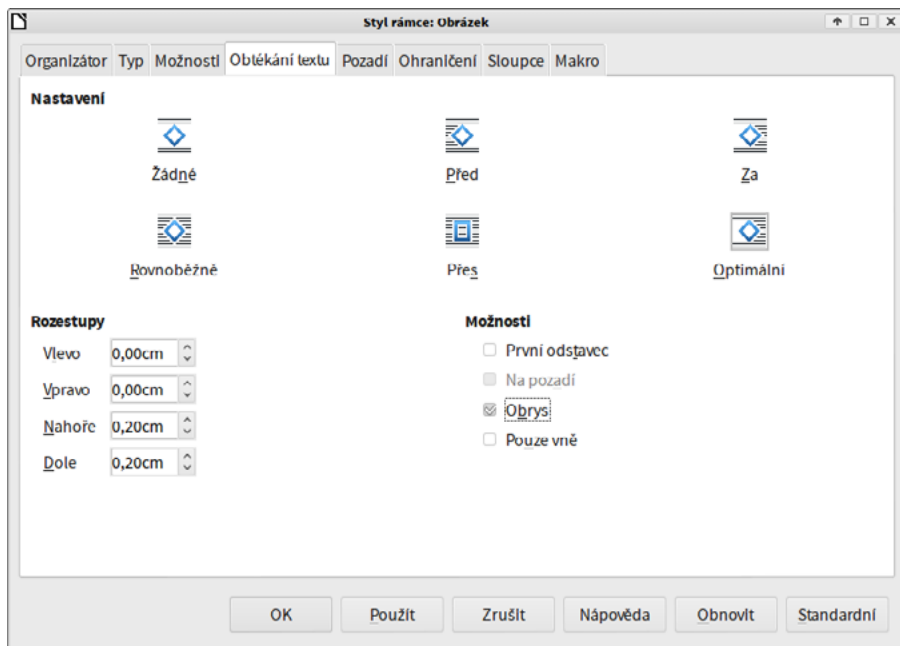 Styl rámce: Obrázek
Organizátor Typ Možnosti Obtékání textu Pozadí Ohraničení Sloupce Makro
Nastavení
Žádné Před Za
Rovnoběžně Přes Optimální
Rozestupy Možnosti
Vlevo 0,00cm První odstavec
Vpravo 0,00cm Na pozadí
Nahoře 0,20cm Obrys
Dole 0,20cm Pouze vně
OK Použít Zrušit Nápověda Obnovit Standardní